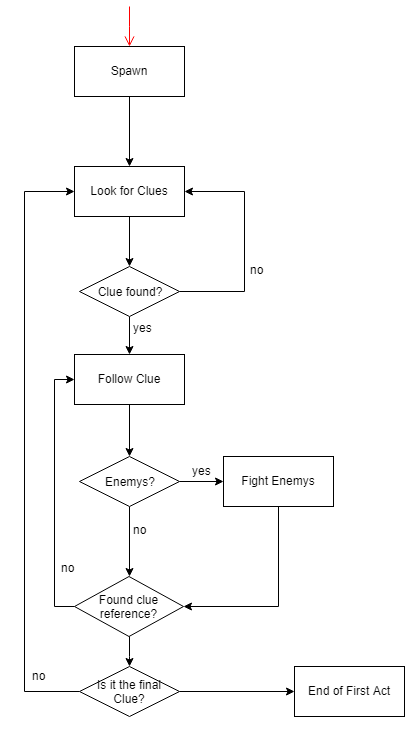 Spawn
Look for Clues
Clue found?
no
yes
Follow Clue
Enemys?
yes
Fight Enemys
no
no
Found clue
reference?
no
Is it the final
Clue?
End of First Act